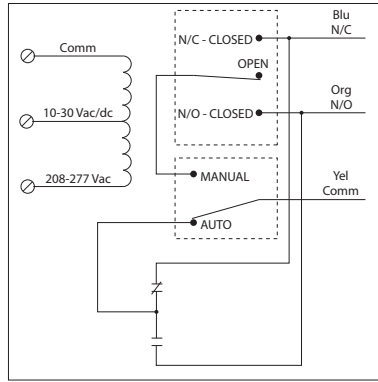 Comm
10-30 Vac/dc
208-277 Vac
N/C - CLOSED
OPEN
N/O - CLOSED
MANUAL
AUTO
Blu
N/C
Org
N/O
Yel
Comm